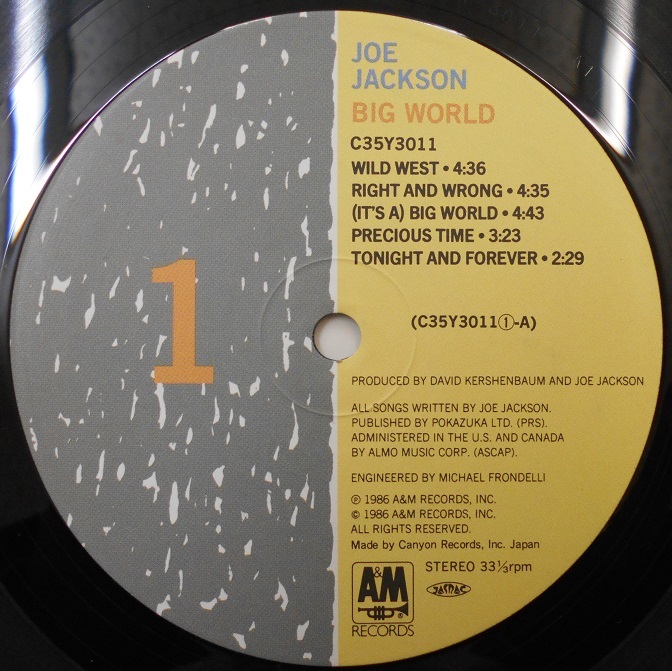 JOE
JACKSON
BIG WORLD
C35Y3011
WILD WEST • 4:36
RIGHT AND WRONG • 4:35
(IT'S A) BIG WORLD • 4:43
PRECIOUS TIME • 3:23
TONIGHT AND FOREVER • 2:29
1
(C35Y3011①-A)
PRODUCED BY DAVID KERSHENBAUM AND JOE JACKSON
ALL SONGS WRITTEN BY JOE JACKSON.
PUBLISHED BY POKAZUKA LTD. (PRS).
ADMINISTERED IN THE U.S. AND CANADA
BY ALMO MUSIC CORP. (ASCAP).
ENGINEERED BY MICHAEL FRONDELLI
℗ 1986 A&M RECORDS, INC.
© 1986 A&M RECORDS, INC.
ALL RIGHTS RESERVED.
Made by Canyon Records, Inc. Japan
STEREO 33⅓rpm
A&M
®
RECORDS
JASRAC